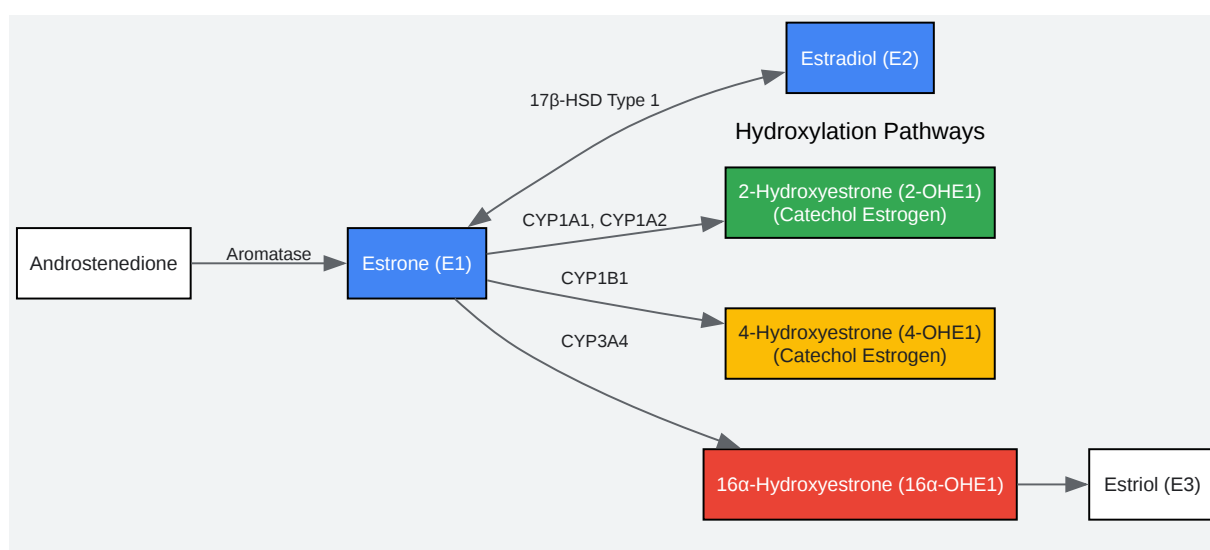 Estradiol (E2)
17β-HSD Type 1
Hydroxylation Pathways
2-Hydroxyestrone (2-OHE1)
(Catechol Estrogen)
CYP1A1, CYP1A2
Androstenedione
Aromatase
Estrone (E1)
CYP1B1
4-Hydroxyestrone (4-OHE1)
(Catechol Estrogen)
CYP3A4
16α-Hydroxyestrone (16α-OHE1)
Estriol (E3)